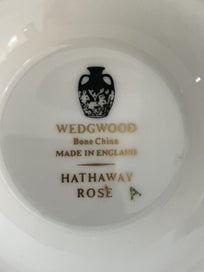 WEDGWOOD
Bone China
MADE IN ENGLAND
HATHAWAY
ROSE
A